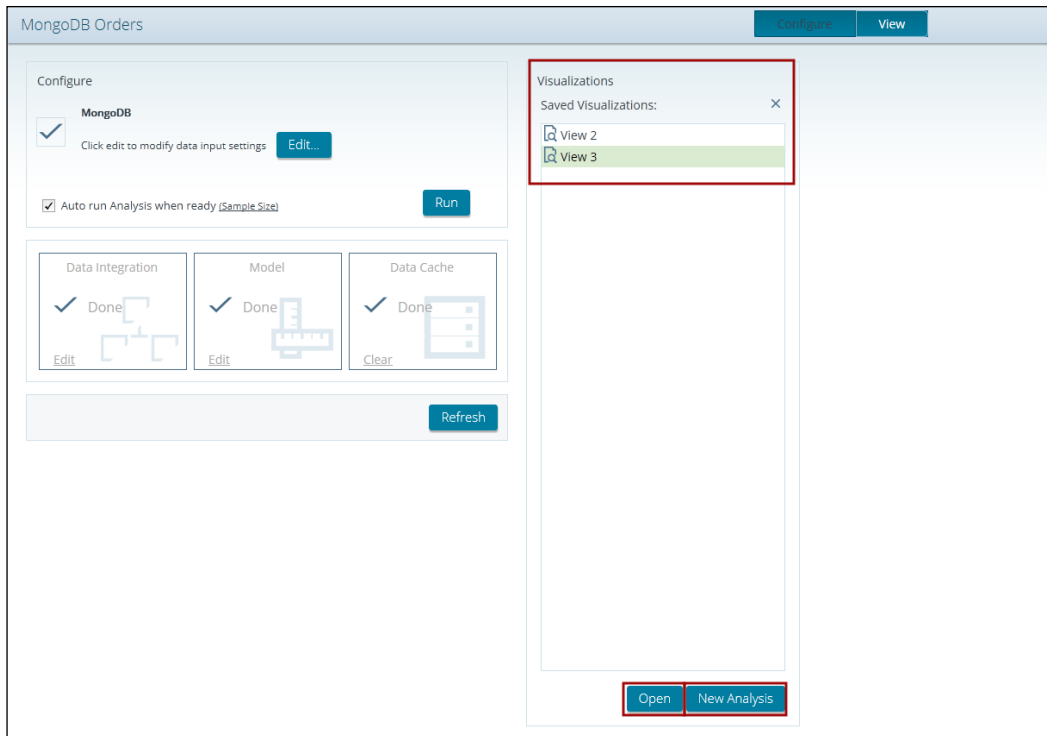 MongoDB Orders
Configure View
Configure
MongoDB
Click edit to modify data input settings Edit...
Auto run Analysis when ready (Sample Size) Run
Data Integration Model Data Cache
Done Done Done
Edit Edit Clear
Refresh
Visualizations
Saved Visualizations:
View 2
View 3
Open New Analysis